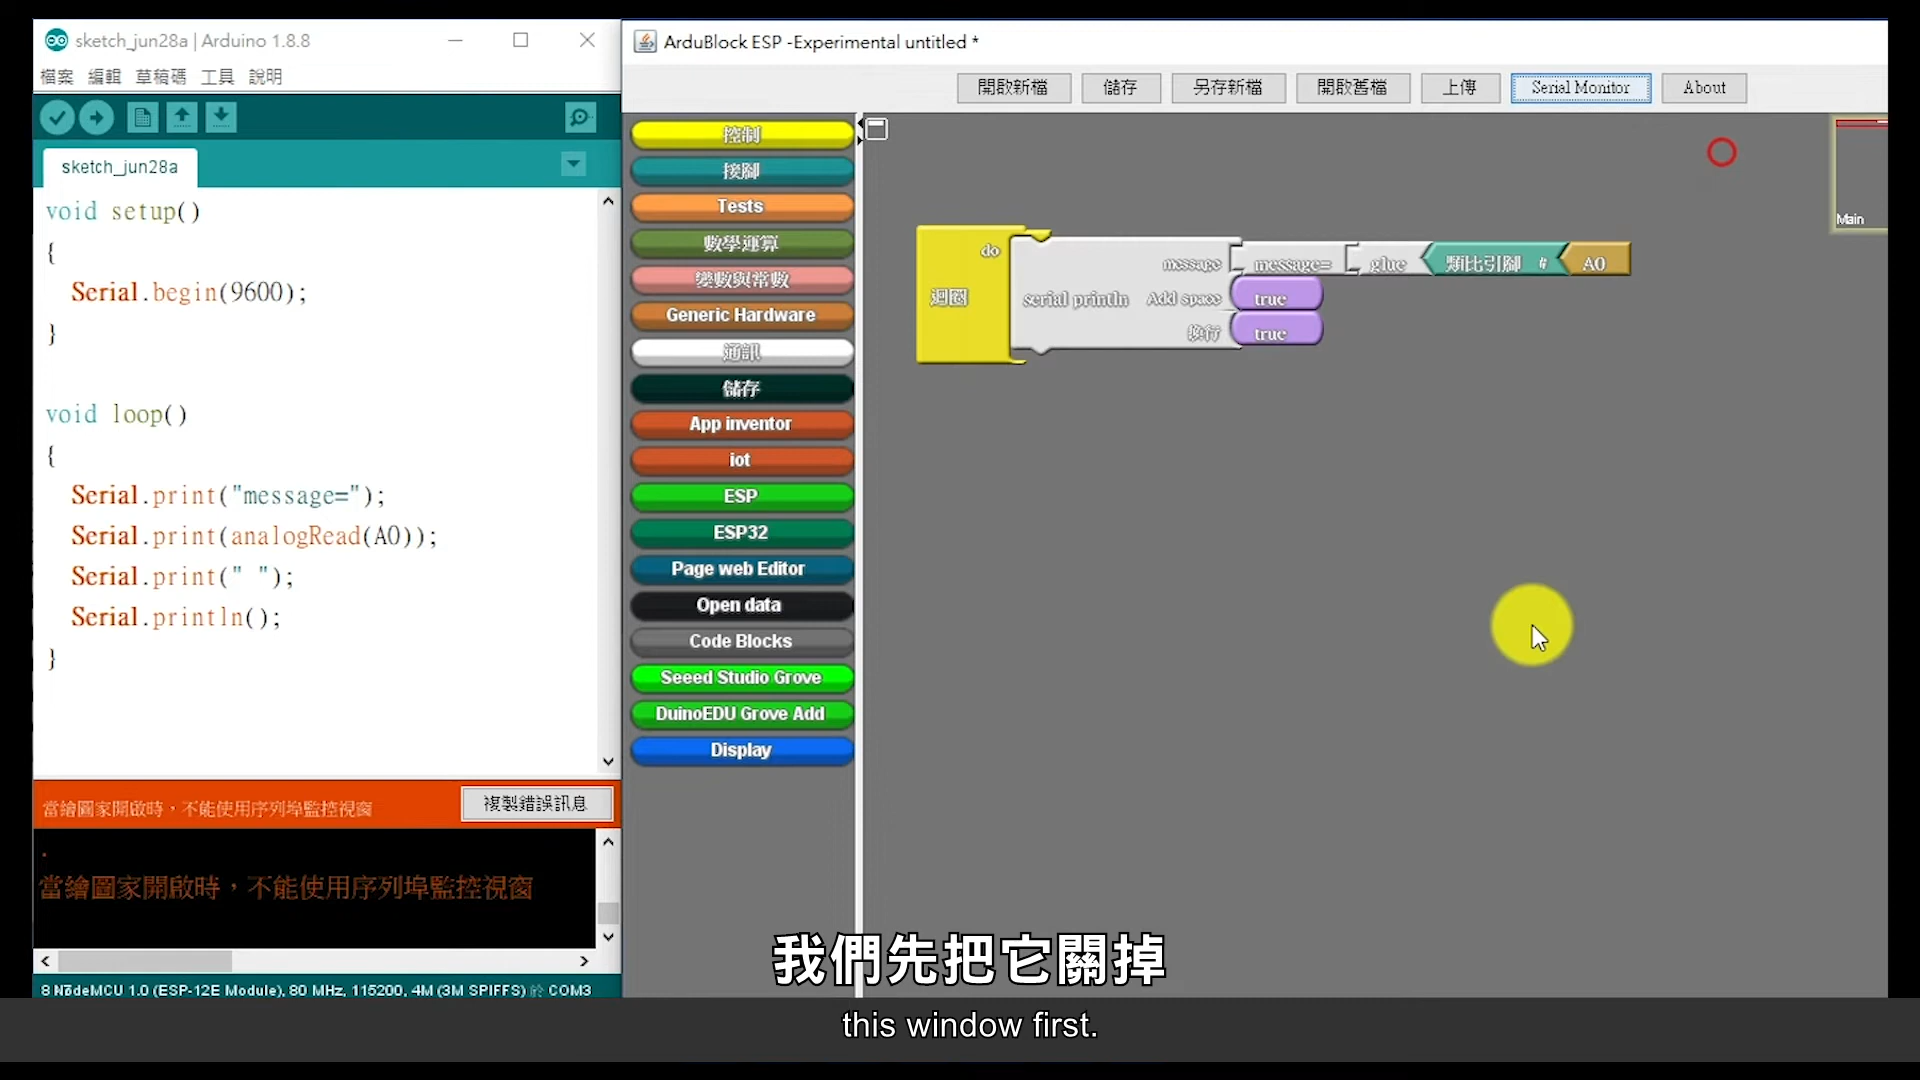 sketch_jun28a | Arduino 1.8.8
檔案 編輯 草稿碼 工具 說明
sketch_jun28a
void setup()
{
Serial.begin(9600);
}
void loop()
{
Serial.print("message=");
Serial.print(analogRead(A0));
Serial.print(" ");
Serial.println();
}
當繪圖家開啟時，不能使用序列埠監控視窗
複製錯誤訊息
.
當繪圖家開啟時，不能使用序列埠監控視窗
8 NodeMCU 1.0 (ESP-12E Module), 80 MHz, 115200, 4M (3M SPIFFS) 於 COM3
ArduBlock ESP -Experimental untitled *
開啟新檔 儲存 另存新檔 開啟舊檔 上傳 Serial Monitor About
控制
接腳
Tests
數學運算
變數與常數
Generic Hardware
通訊
儲存
App inventor
iot
ESP
ESP32
Page web Editor
Open data
Code Blocks
Seeed Studio Grove
DuinoEDU Grove Add
Display
do
迴圈
message message= glue 類比引腳 # A0
serial println Add space true
換行 true
Main
我們先把它關掉
this window first.